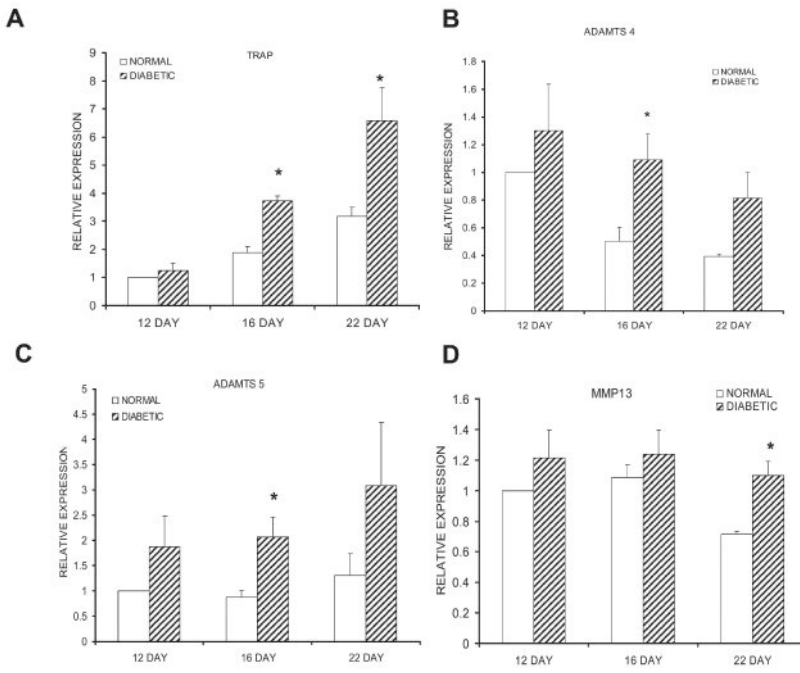 A
TRAP
NORMAL
DIABETIC
RELATIVE EXPRESSION
9
8
7
6
5
4
3
2
1
0
*
*
12 DAY
16 DAY
22 DAY
B
ADAMTS 4
NORMAL
DIABETIC
RELATIVE EXPRESSION
1.8
1.6
1.4
1.2
1
0.8
0.6
0.4
0.2
0
*
12 DAY
16 DAY
22 DAY
C
ADAMTS 5
NORMAL
DIABETIC
RELATIVE EXPRESSION
5
4.5
4
3.5
3
2.5
2
1.5
1
0.5
0
*
12 DAY
16 DAY
22 DAY
D
MMP13
NORMAL
DIABETIC
RELATIVE EXPRESSION
1.6
1.4
1.2
1
0.8
0.6
0.4
0.2
0
*
12 DAY
16 DAY
22 DAY